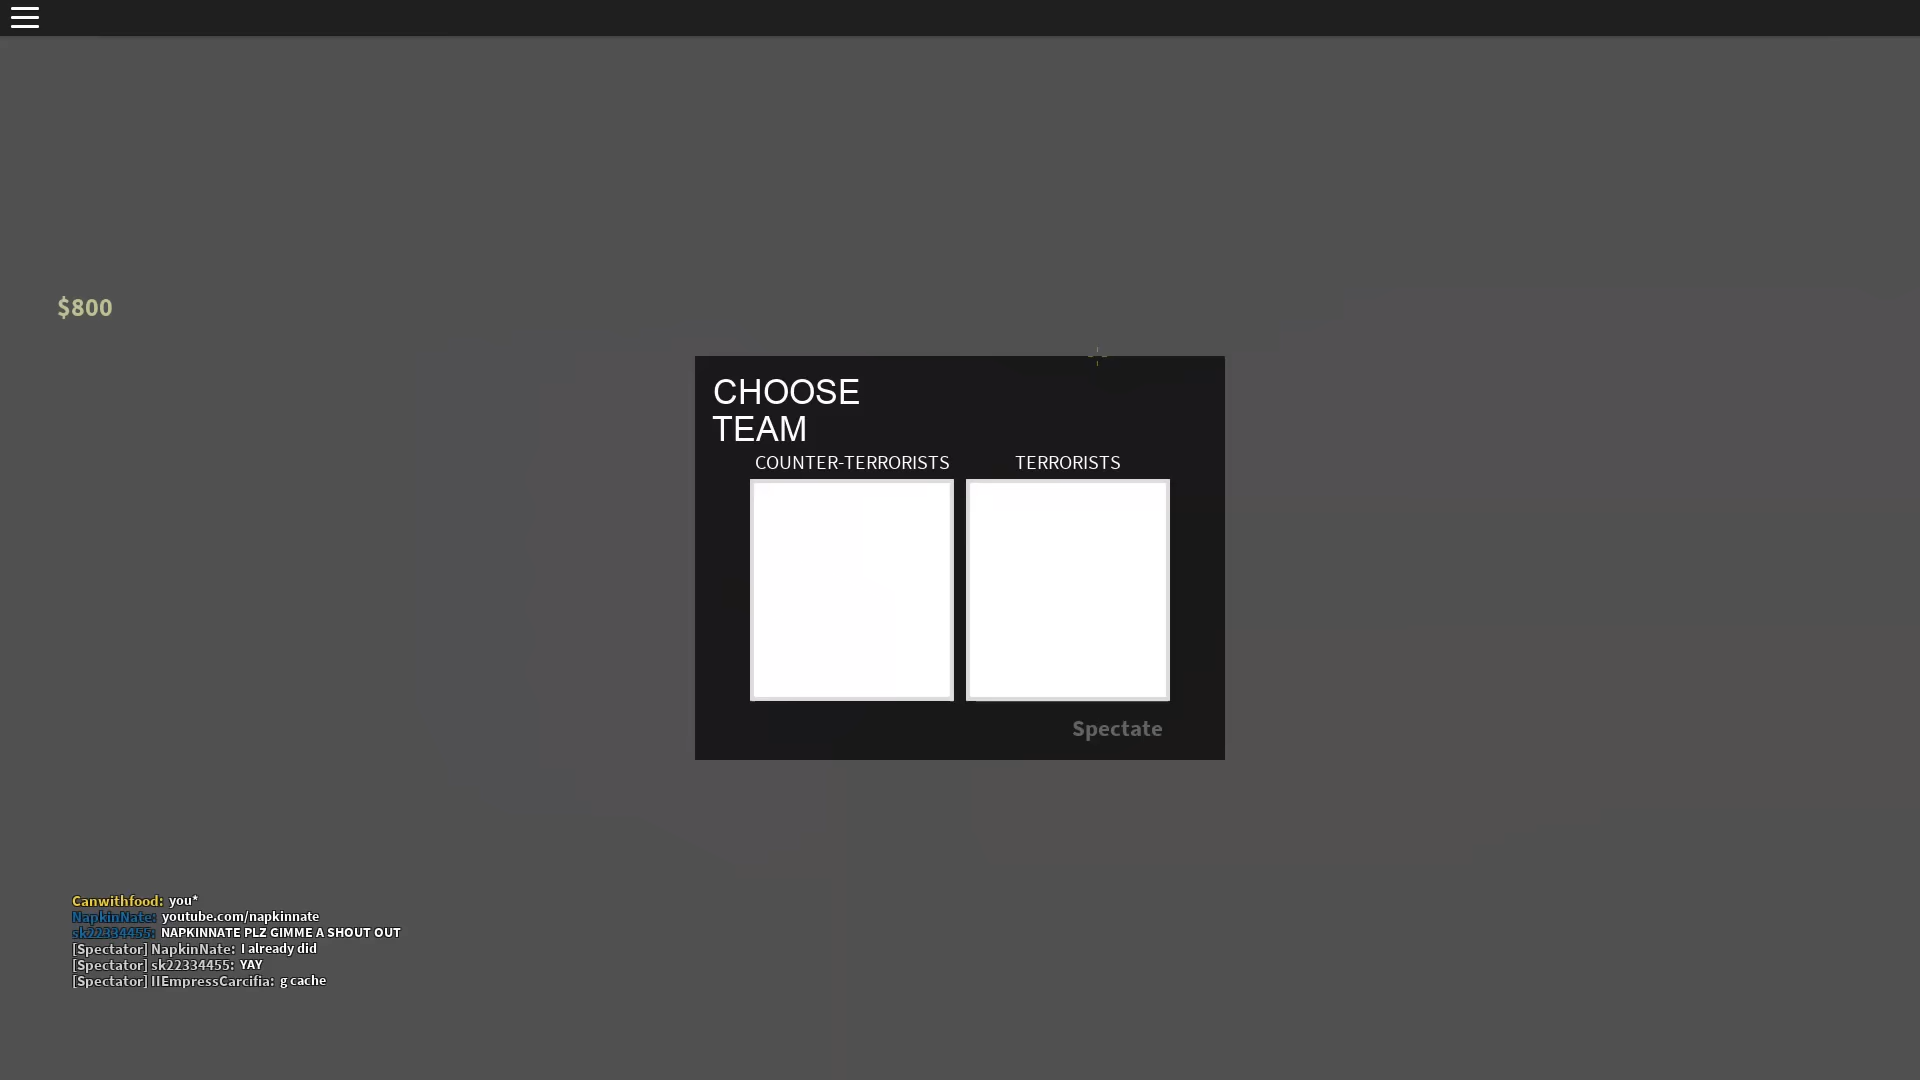 $800
CHOOSE
TEAM
COUNTER-TERRORISTS
TERRORISTS
Spectate
Canwithfood: you*
NapkinNate: youtube.com/napkinnate
sk22334455: NAPKINNATE PLZ GIMME A SHOUT OUT
[Spectator] NapkinNate: I already did
[Spectator] sk22334455: YAY
[Spectator] IIEmpressCarcifia: g cache